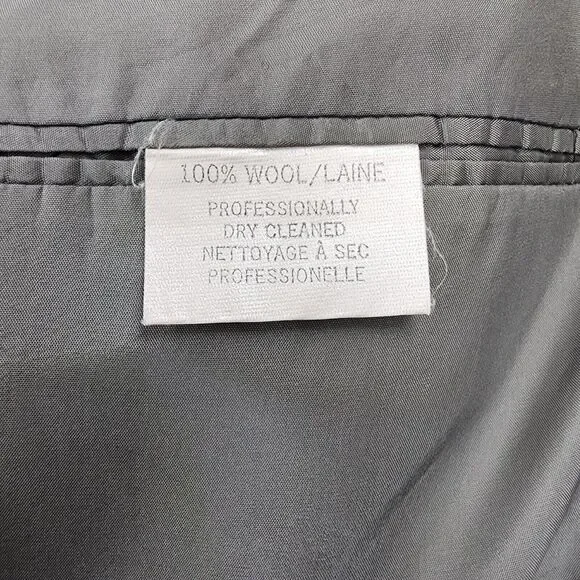 100% WOOL/LAINE
PROFESSIONALLY
DRY CLEANED
NETTOYAGE À SEC
PROFESSIONELLE